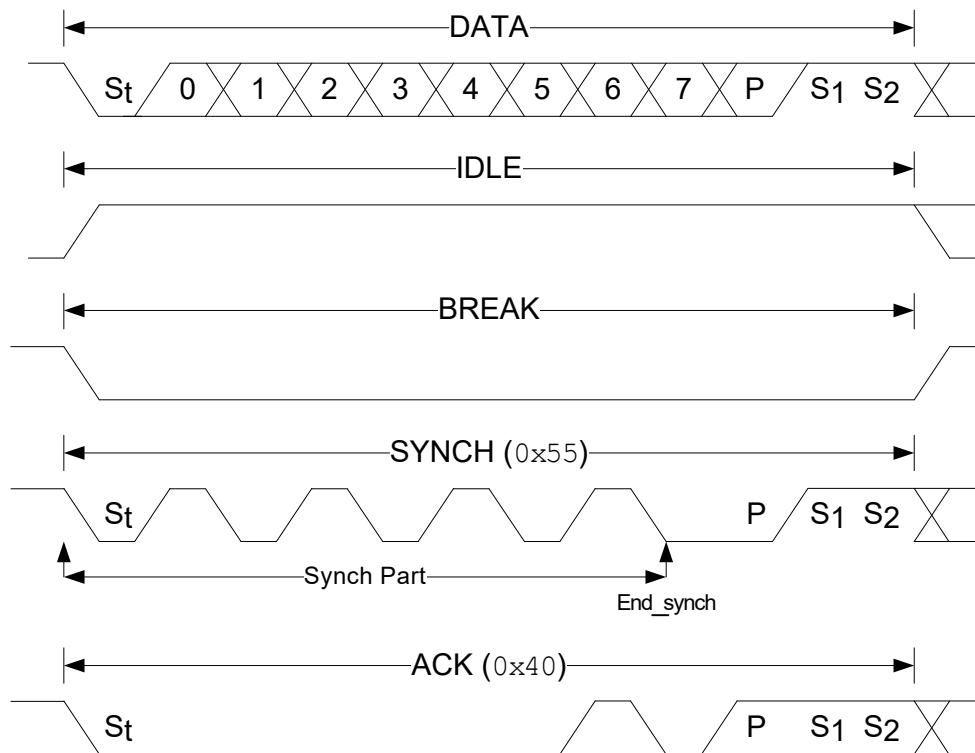 DATA
St 0 1 2 3 4 5 6 7 P S1 S2
IDLE
BREAK
SYNCH (0x55)
St P S1 S2
Synch Part
End_synch
ACK (0x40)
St P S1 S2